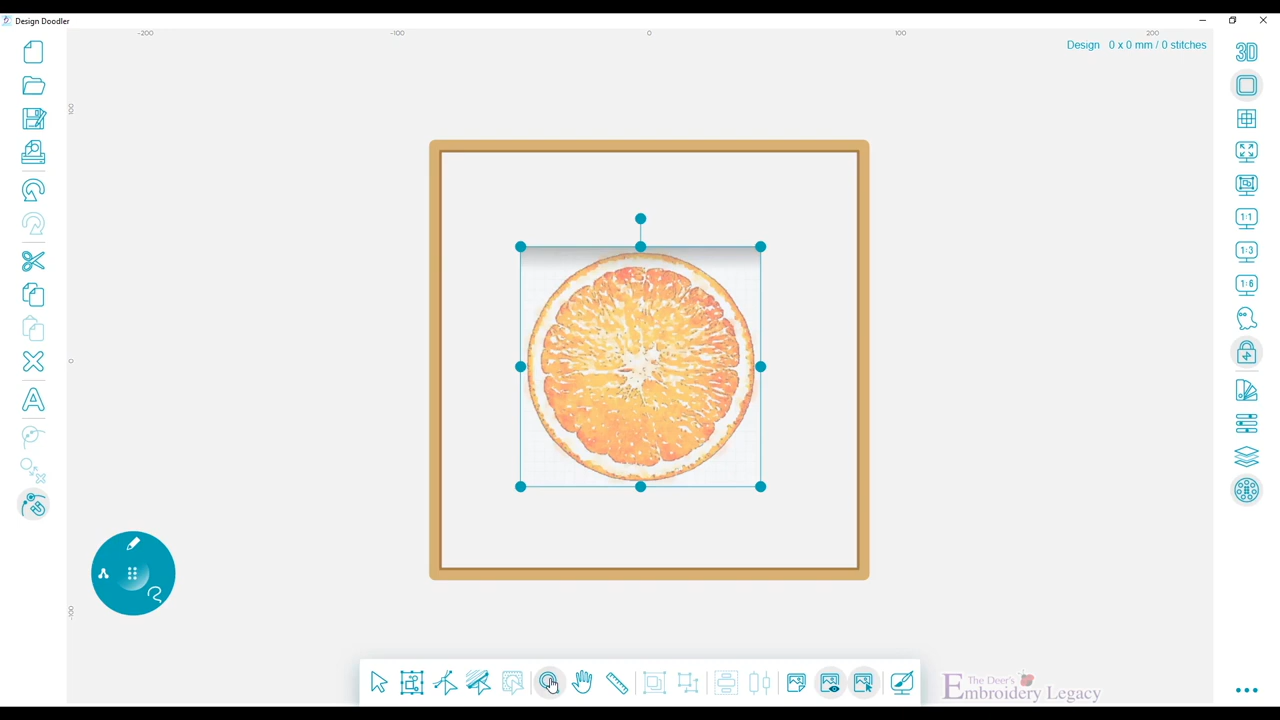 Design Doodler
-200
-100
0
100
200
Design 0 x 0 mm / 0 stitches
3D
100
1:1
1:3
1:6
0
-100
A
The Deer's
Embroidery Legacy